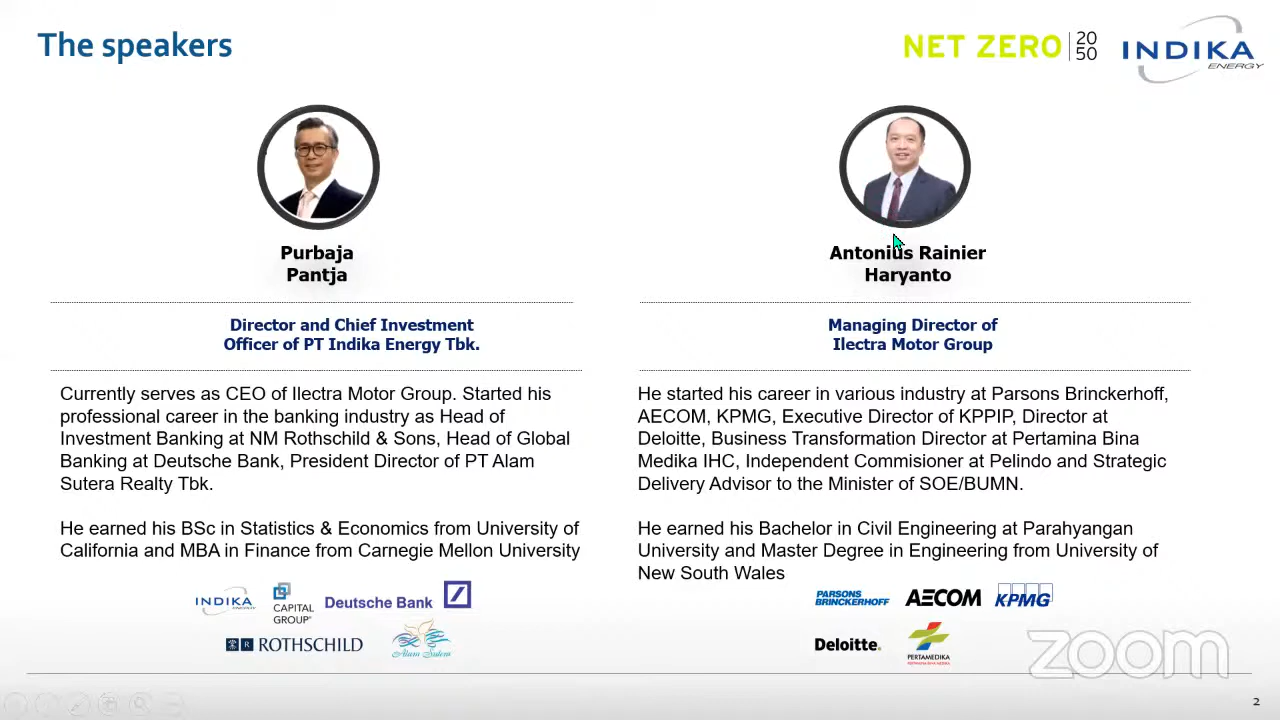 The speakers
NET ZERO
20
50
INDIKA
ENERGY
Purbaja
Pantja
Director and Chief Investment
Officer of PT Indika Energy Tbk.
Currently serves as CEO of Ilectra Motor Group. Started his
professional career in the banking industry as Head of
Investment Banking at NM Rothschild & Sons, Head of Global
Banking at Deutsche Bank, President Director of PT Alam
Sutera Realty Tbk.
He earned his BSc in Statistics & Economics from University of
California and MBA in Finance from Carnegie Mellon University
INDIKA
ENERGY
CAPITAL
GROUP®
Deutsche Bank
R
ROTHSCHILD
Alam Sutera
Antonius Rainier
Haryanto
Managing Director of
Ilectra Motor Group
He started his career in various industry at Parsons Brinckerhoff,
AECOM, KPMG, Executive Director of KPPIP, Director at
Deloitte, Business Transformation Director at Pertamina Bina
Medika IHC, Independent Commisioner at Pelindo and Strategic
Delivery Advisor to the Minister of SOE/BUMN.
He earned his Bachelor in Civil Engineering at Parahyangan
University and Master Degree in Engineering from University of
New South Wales
PARSONS
BRINCKERHOFF
AECOM
KPMG
Deloitte.
PERTAMEDIKA
zoom
2